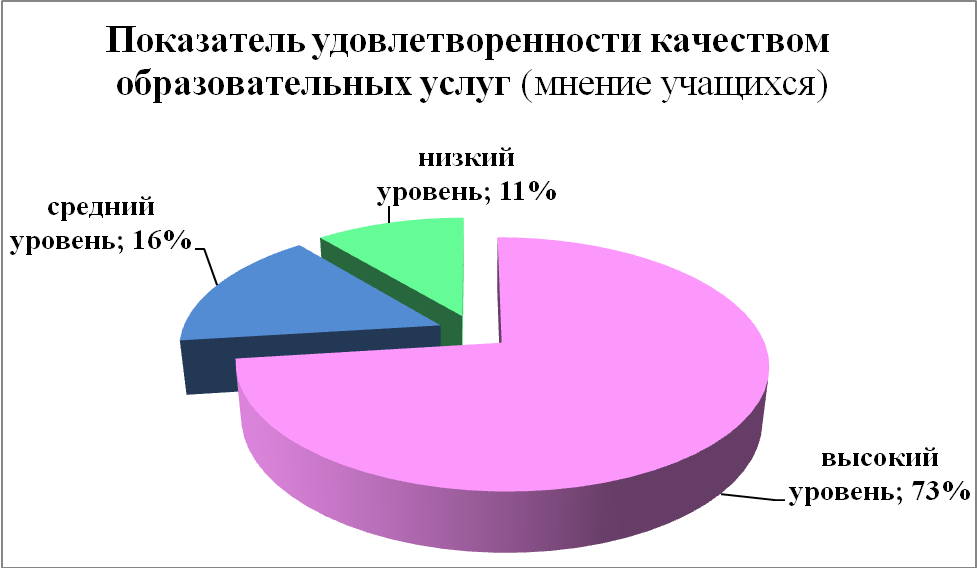 Показатель удовлетворенности качеством
образовательных услуг (мнение учащихся)
низкий
уровень; 11%
средний
уровень; 16%
высокий
уровень; 73%